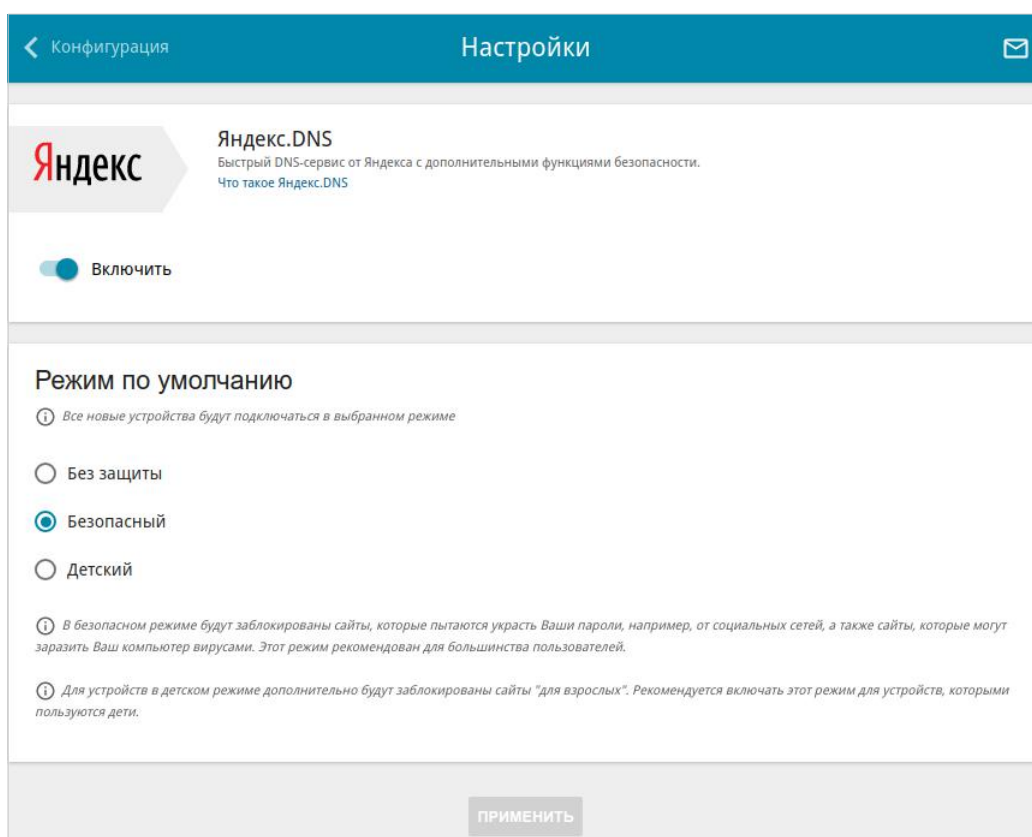 Конфигурация
Настройки
Яндекс
Яндекс.DNS
Быстрый DNS-сервис от Яндекса с дополнительными функциями безопасности.
Что такое Яндекс.DNS
Включить
Режим по умолчанию
Все новые устройства будут подключаться в выбранном режиме
Без защиты
Безопасный
Детский
В безопасном режиме будут заблокированы сайты, которые пытаются украсть Ваши пароли, например, от социальных сетей, а также сайты, которые могут
заразить Ваш компьютер вирусами. Этот режим рекомендован для большинства пользователей.
Для устройств в детском режиме дополнительно будут заблокированы сайты "для взрослых". Рекомендуется включать этот режим для устройств, которыми
пользуются дети.
ПРИМЕНИТЬ